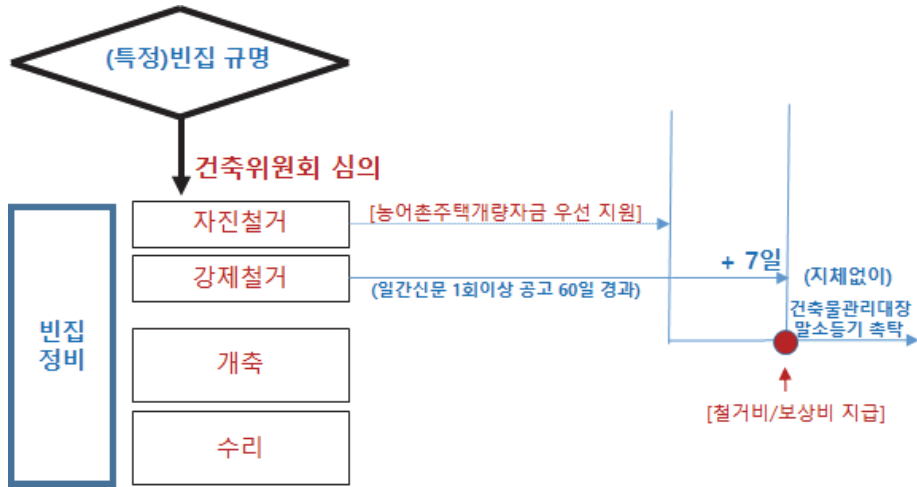 (특정)빈집 규명
건축위원회 심의
빈집
정비
자진철거
[농어촌주택개량자금 우선 지원]
강제철거
+ 7일
(일간신문 1회이상 공고 60일 경과)
(지체없이)
건축물관리대장
말소등기 촉탁
개축
[철거비/보상비 지급]
수리